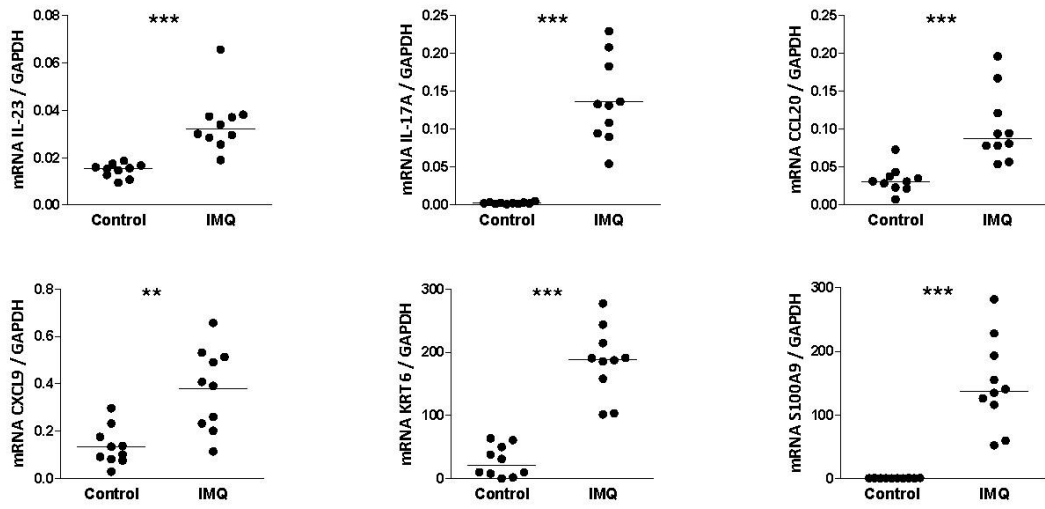 mRNA IL-23 / GAPDH
0.08
0.06
0.04
0.02
0.00
***
Control
IMQ
mRNA IL-17A / GAPDH
0.25
0.20
0.15
0.10
0.05
0.00
***
Control
IMQ
mRNA CCL20 / GAPDH
0.25
0.20
0.15
0.10
0.05
0.00
***
Control
IMQ
mRNA CXCL9 / GAPDH
0.8
0.6
0.4
0.2
0.0
**
Control
IMQ
mRNA KRT 6 / GAPDH
300
200
100
0
***
Control
IMQ
mRNA S100A9 / GAPDH
300
200
100
0
***
Control
IMQ